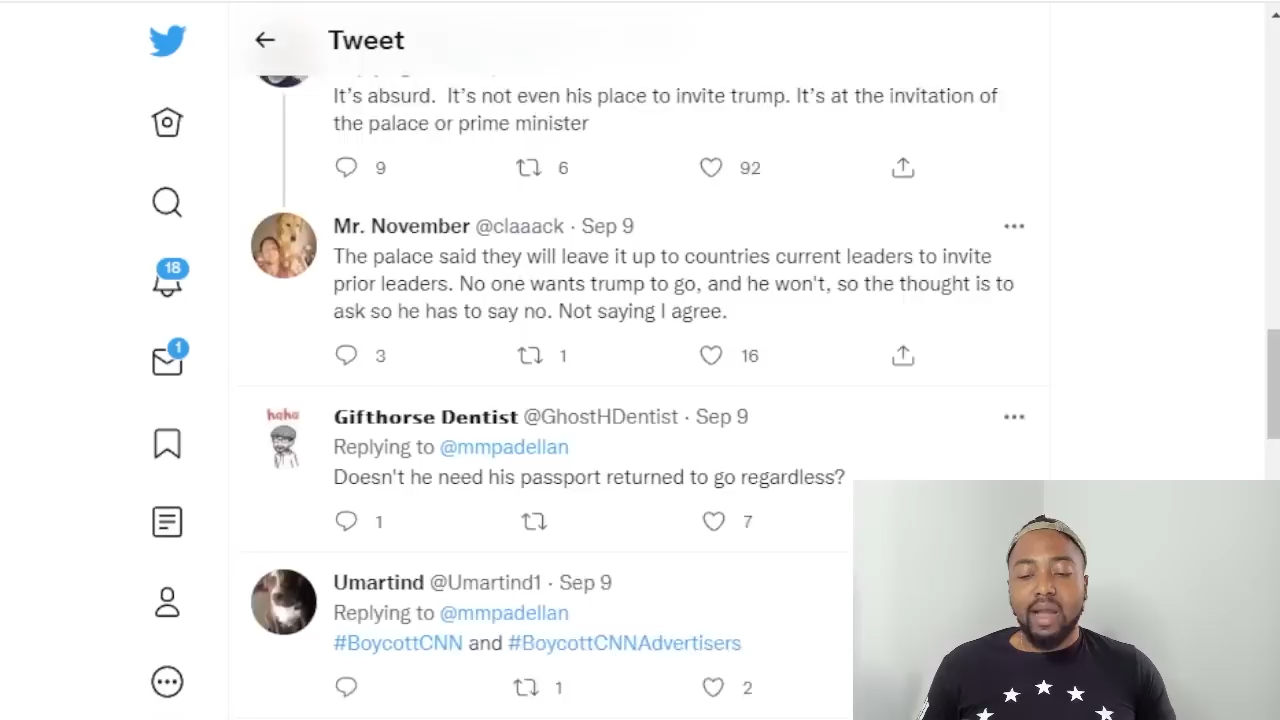 Tweet
It’s absurd. It’s not even his place to invite trump. It’s at the invitation of
the palace or prime minister
9 6 92
Mr. November @claaack · Sep 9
The palace said they will leave it up to countries current leaders to invite
prior leaders. No one wants trump to go, and he won't, so the thought is to
ask so he has to say no. Not saying I agree.
3 1 16
18
1
haha
Gifthorse Dentist @GhostHDentist · Sep 9
Replying to @mmpadellan
Doesn't he need his passport returned to go regardless?
1 7
Umartind @Umartind1 · Sep 9
Replying to @mmpadellan
#BoycottCNN and #BoycottCNNAdvertisers
1 2